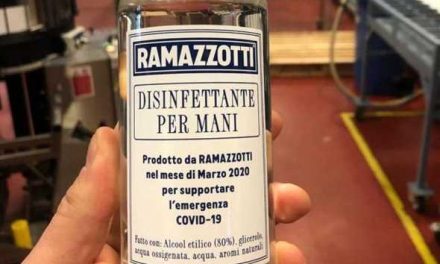 RAMAZZOTTI
DISINFETTANTE
PER MANI
Prodotto da RAMAZZOTTI
nel mese di Marzo 2020
per supportare
l'emergenza
COVID-19
Fatto con: Alcool etilico (80%), glicerolo,
acqua ossigenata, acqua, aromi naturali